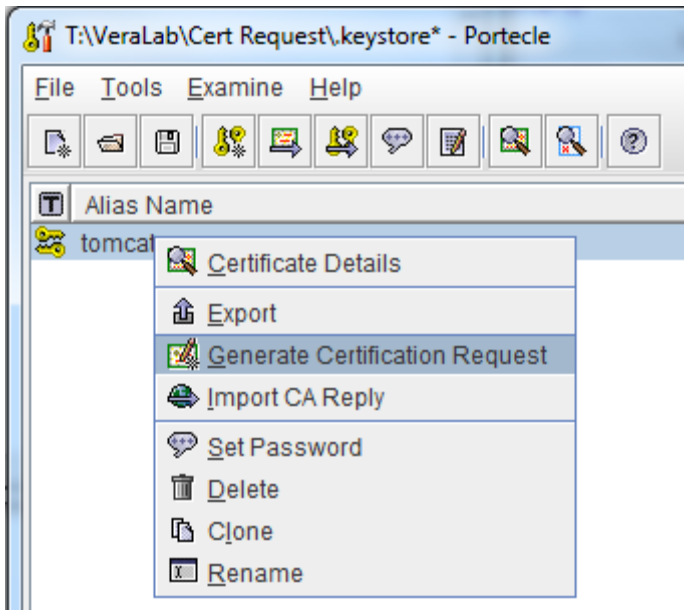 T:\VeraLab\Cert Request\.keystore* - Portecle
File Tools Examine Help
T Alias Name
tomcat
Certificate Details
Export
Generate Certification Request
Import CA Reply
Set Password
Delete
Clone
Rename